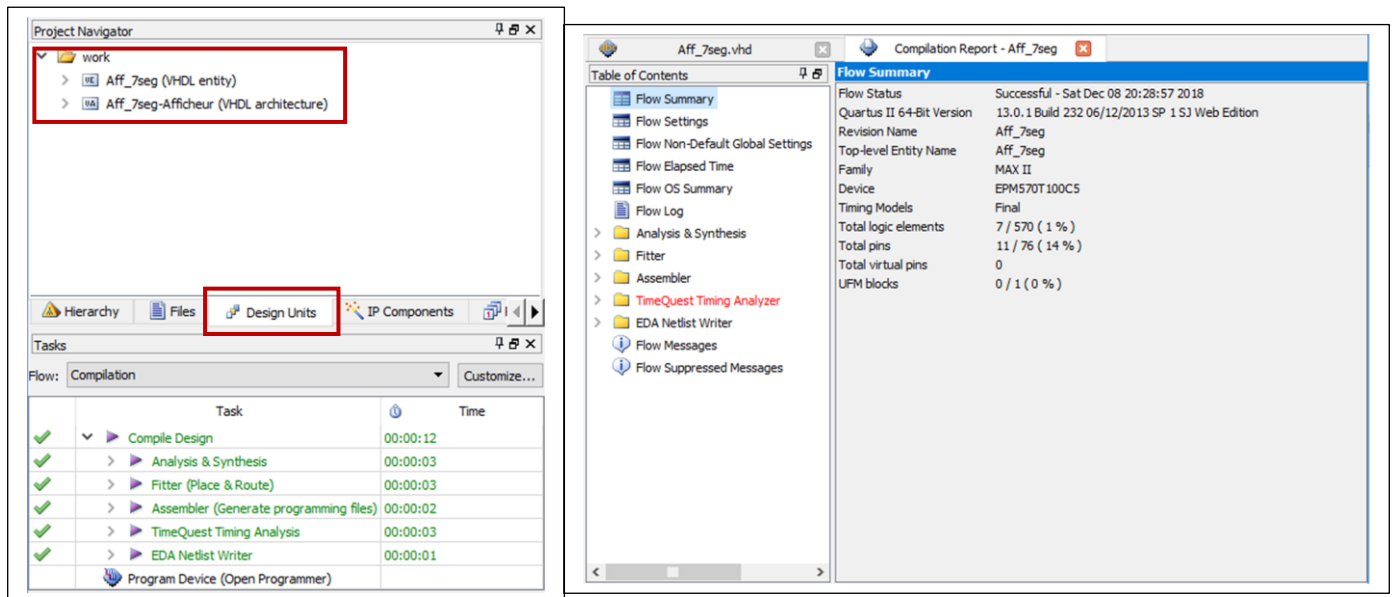 Project Navigator
work
Aff_7seg (VHDL entity)
Aff_7seg-Afficheur (VHDL architecture)
Hierarchy Files Design Units IP Components
Tasks
Flow: Compilation Customize...
Task Time
Compile Design 00:00:12
Analysis & Synthesis 00:00:03
Fitter (Place & Route) 00:00:03
Assembler (Generate programming files) 00:00:02
TimeQuest Timing Analysis 00:00:03
EDA Netlist Writer 00:00:01
Program Device (Open Programmer)
Aff_7seg.vhd Compilation Report - Aff_7seg
Table of Contents
Flow Summary
Flow Settings
Flow Non-Default Global Settings
Flow Elapsed Time
Flow OS Summary
Flow Log
Analysis & Synthesis
Fitter
Assembler
TimeQuest Timing Analyzer
EDA Netlist Writer
Flow Messages
Flow Suppressed Messages
Flow Summary
Flow Status Successful - Sat Dec 08 20:28:57 2018
Quartus II 64-Bit Version 13.0.1 Build 232 06/12/2013 SP 1 SJ Web Edition
Revision Name Aff_7seg
Top-level Entity Name Aff_7seg
Family MAX II
Device EPM570T100C5
Timing Models Final
Total logic elements 7 / 570 ( 1 % )
Total pins 11 / 76 ( 14 % )
Total virtual pins 0
UFM blocks 0 / 1 ( 0 % )